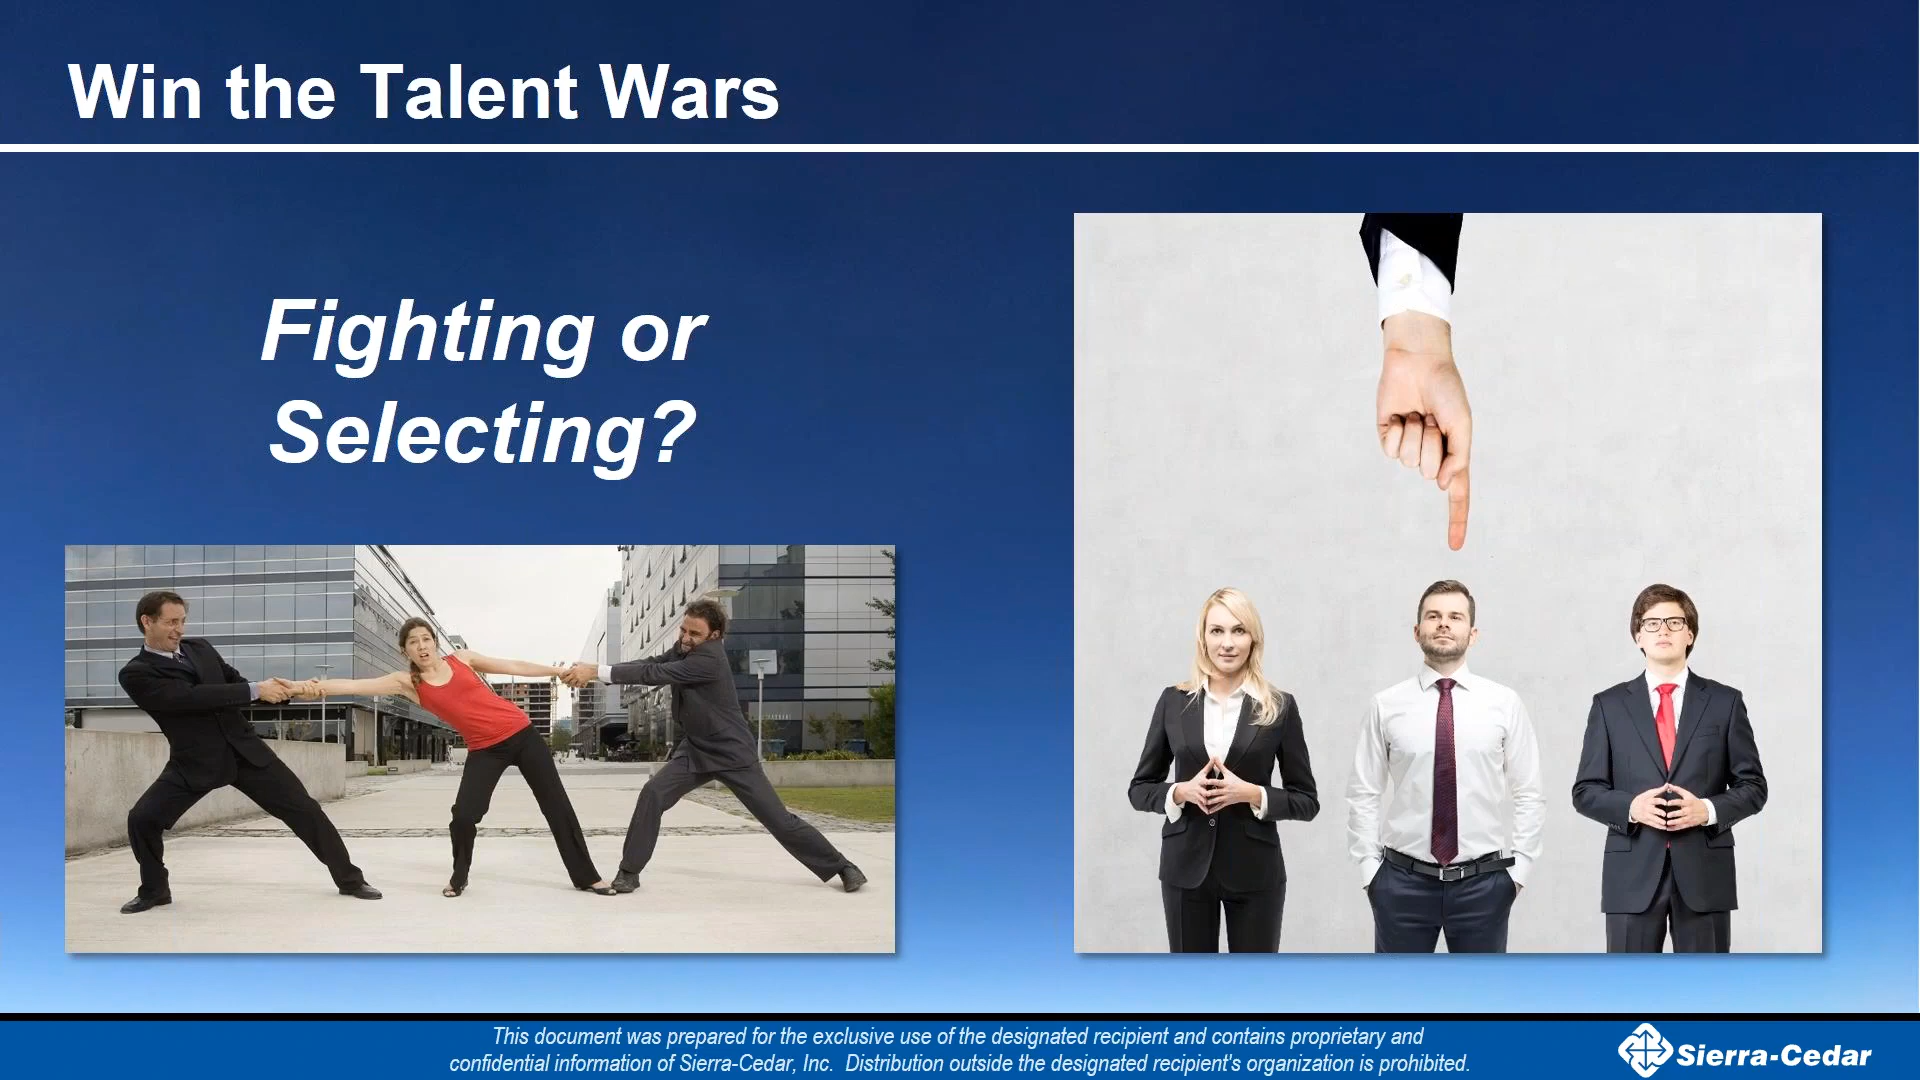 Win the Talent Wars
Fighting or
Selecting?
This document was prepared for the exclusive use of the designated recipient and contains proprietary and
confidential information of Sierra-Cedar, Inc.  Distribution outside the designated recipient's organization is prohibited.
Sierra-Cedar